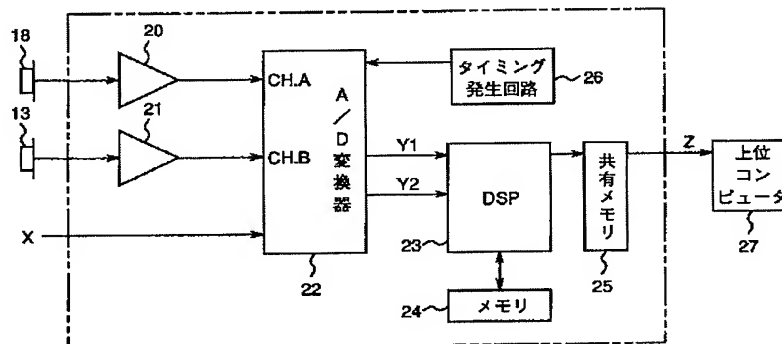 18
20
13
21
X
CH.A
CH.B
A/D変換器
22
タイミング
発生回路
26
Y1
Y2
DSP
23
メモリ
24
共有メモリ
25
Z
上位
コン
ピュータ
27